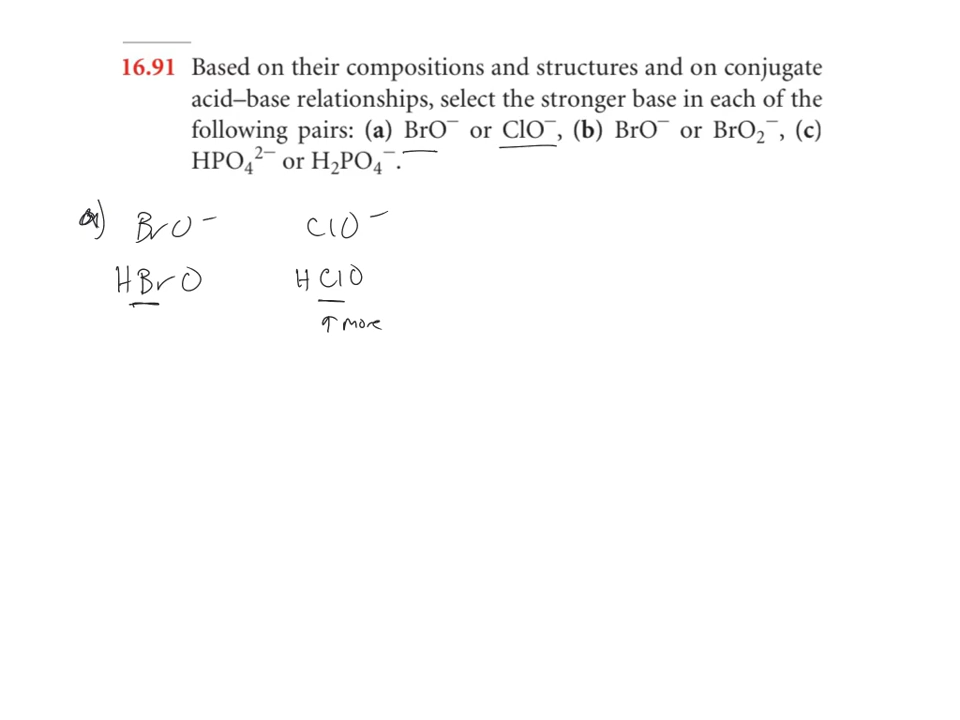 16.91 Based on their compositions and structures and on conjugate
acid–base relationships, select the stronger base in each of the
following pairs: (a) BrO⁻ or ClO⁻, (b) BrO⁻ or BrO₂⁻, (c)
HPO₄²⁻ or H₂PO₄⁻.
a) BrO⁻ ClO⁻
HBrO HClO
↑ more